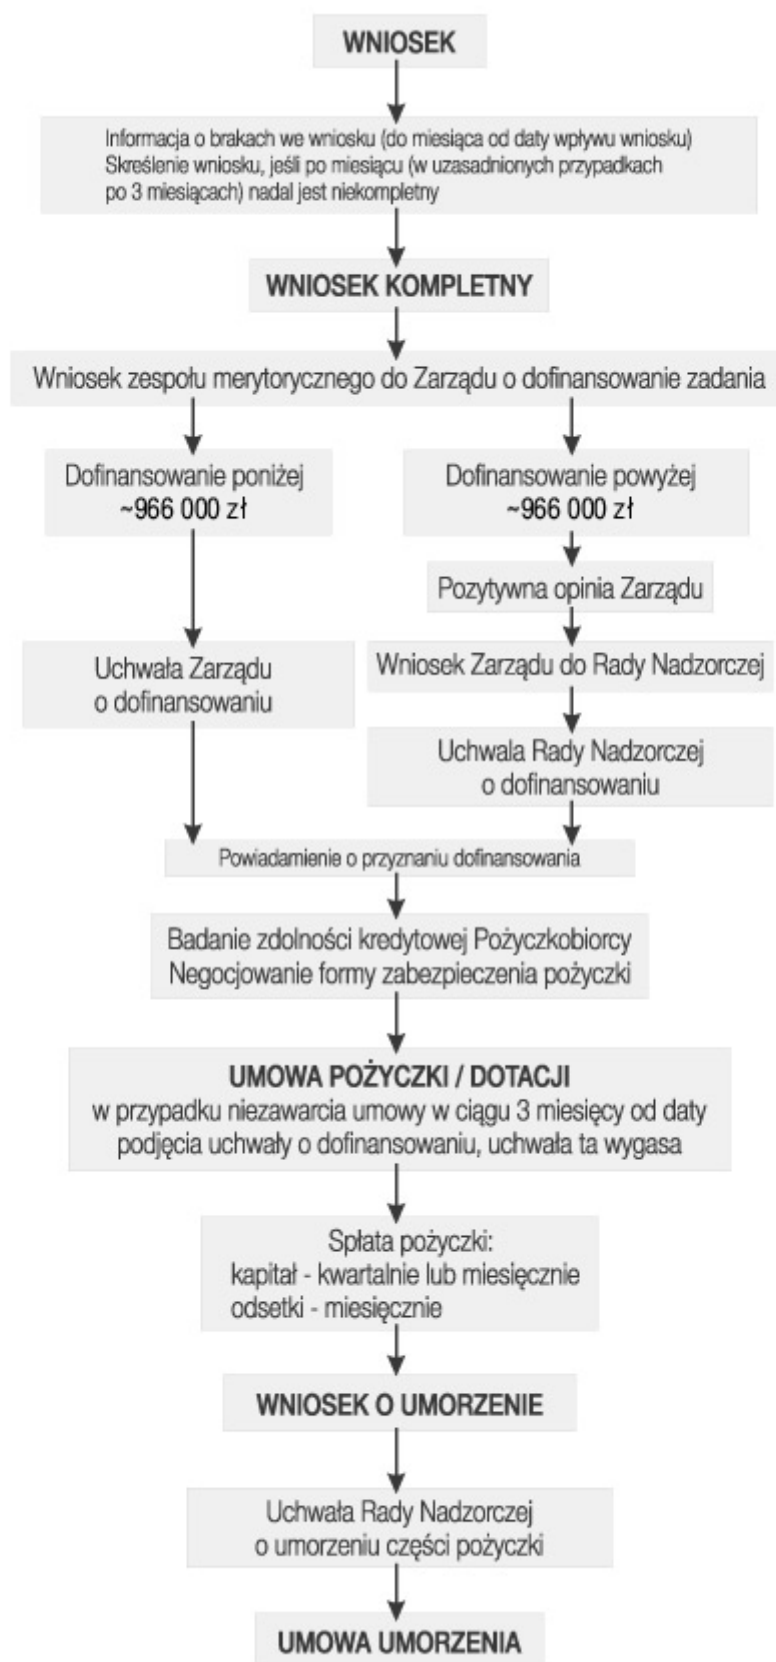 WNIOSEK
Informacja o brakach we wniosku (do miesiąca od daty wpływu wniosku)
Skreślenie wniosku, jeśli po miesiącu (w uzasadnionych przypadkach
po 3 miesiącach) nadal jest niekompletny
WNIOSEK KOMPLETNY
Wniosek zespołu merytorycznego do Zarządu o dofinansowanie zadania
Dofinansowanie poniżej
~966 000 zł
Dofinansowanie powyżej
~966 000 zł
Pozytywna opinia Zarządu
Uchwała Zarządu
o dofinansowaniu
Wniosek Zarządu do Rady Nadzorczej
Uchwala Rady Nadzorczej
o dofinansowaniu
Powiadamienie o przyznaniu dofinansowania
Badanie zdolności kredytowej Pożyczkobiorcy
Negocjowanie formy zabezpieczenia pożyczki
UMOWA POŻYCZKI / DOTACJI
w przypadku niezawarcia umowy w ciągu 3 miesięcy od daty
podjęcia uchwały o dofinansowaniu, uchwała ta wygasa
Spłata pożyczki:
kapitał - kwartalnie lub miesięcznie
odsetki - miesięcznie
WNIOSEK O UMORZENIE
Uchwała Rady Nadzorczej
o umorzeniu części pożyczki
UMOWA UMORZENIA